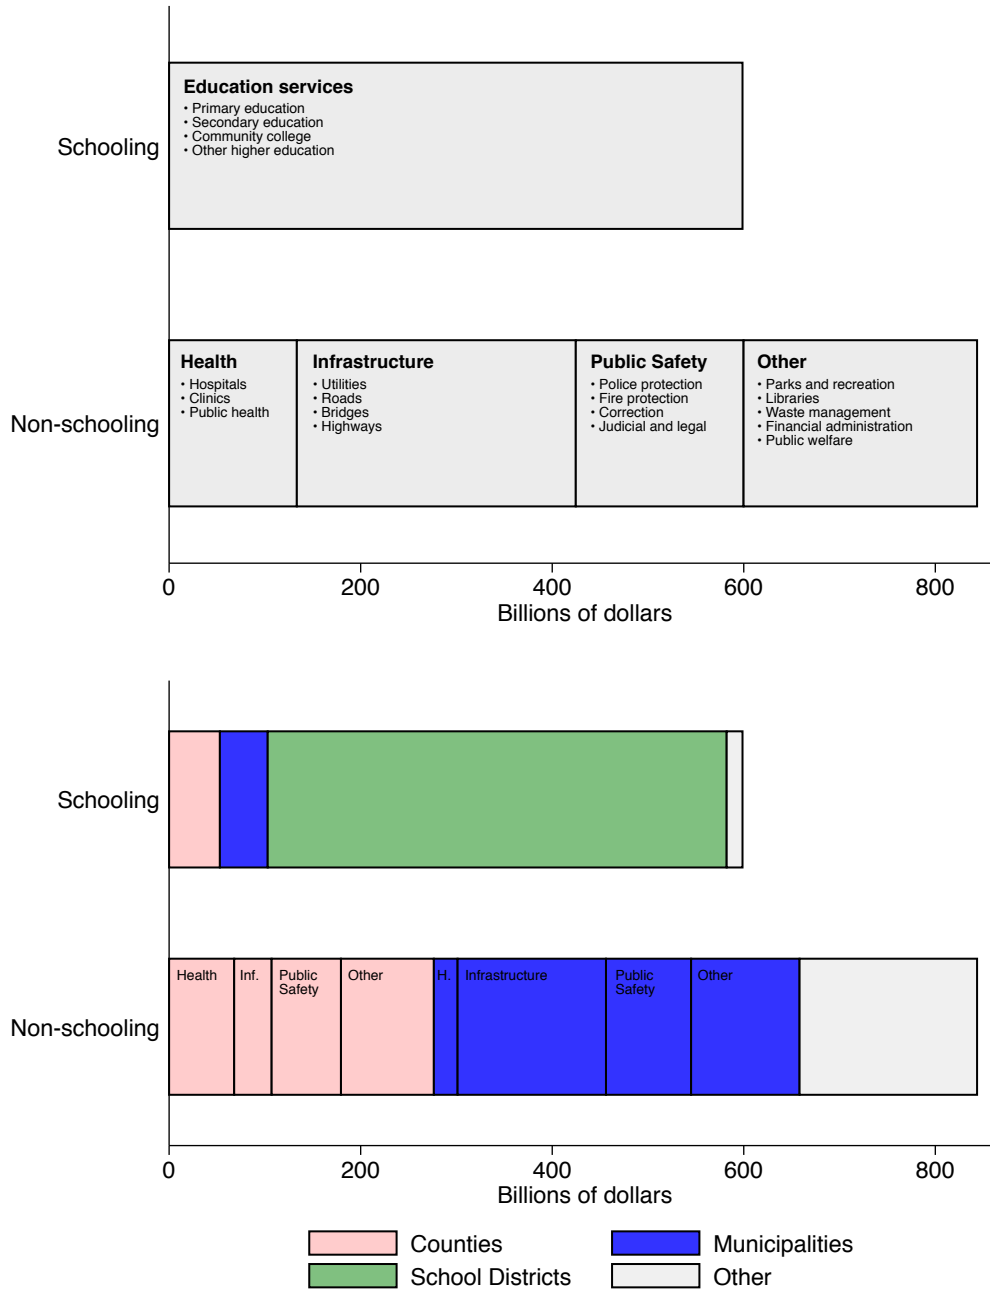 Education services
• Primary education
• Secondary education
• Community college
• Other higher education
Schooling
Health
• Hospitals
• Clinics
• Public health
Infrastructure
• Utilities
• Roads
• Bridges
• Highways
Public Safety
• Police protection
• Fire protection
• Correction
• Judicial and legal
Other
• Parks and recreation
• Libraries
• Waste management
• Financial administration
• Public welfare
Non-schooling
0 200 400 600 800
Billions of dollars
Schooling
Non-schooling
Health
Inf.
Public
Safety
Other
H.
Infrastructure
Public
Safety
Other
0 200 400 600 800
Billions of dollars
Counties
Municipalities
School Districts
Other